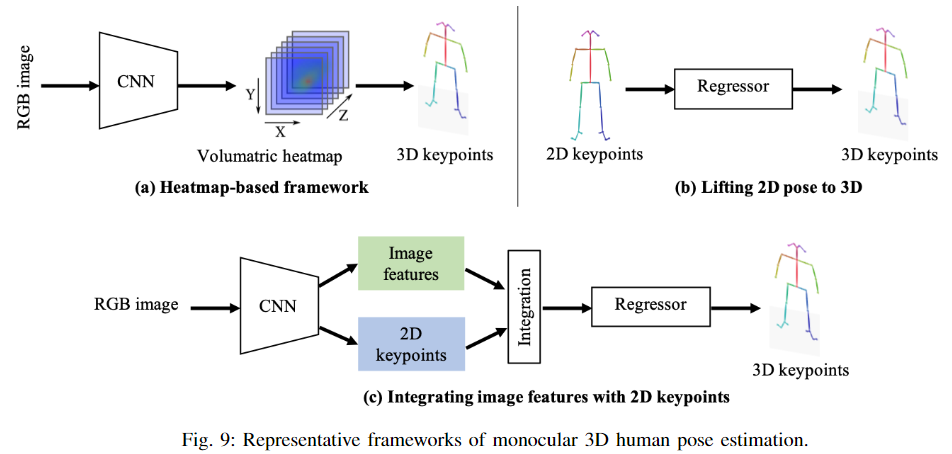 RGB image
CNN
Y
X
Z
Volumatric heatmap
3D keypoints
(a) Heatmap-based framework
2D keypoints
Regressor
3D keypoints
(b) Lifting 2D pose to 3D
RGB image
CNN
Image
features
2D
keypoints
Integration
Regressor
3D keypoints
(c) Integrating image features with 2D keypoints
Fig. 9: Representative frameworks of monocular 3D human pose estimation.